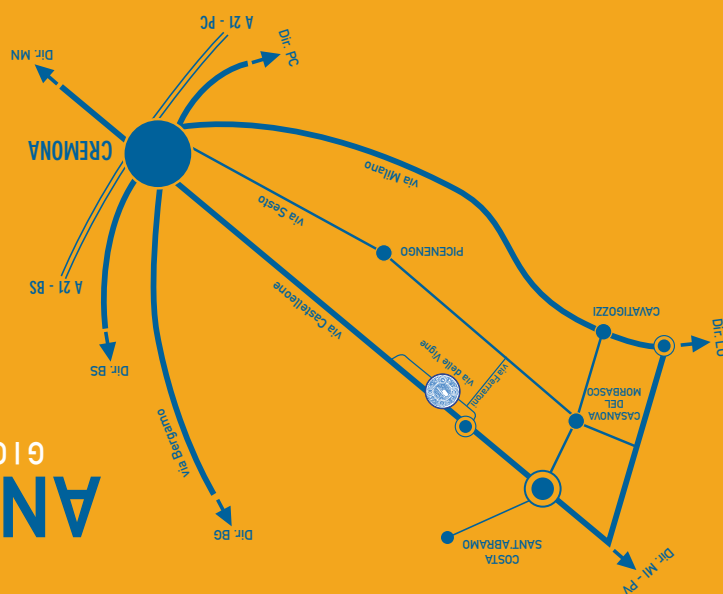 Dir. MI - PV
COSTA
SANT'ABRAMO
Dir. BG
AN
GIO
via Bergamo
CASANOVA
DEL
MORBASCO
via Ferraroni
via delle Vigne
Dir. BS
Dir. LO
CAVATIGOZZI
via Castelleone
A 21 - BS
PICENENGO
via Sesto
via Milano
CREMONA
Dir. MN
Dir. PC
A 21 - PC